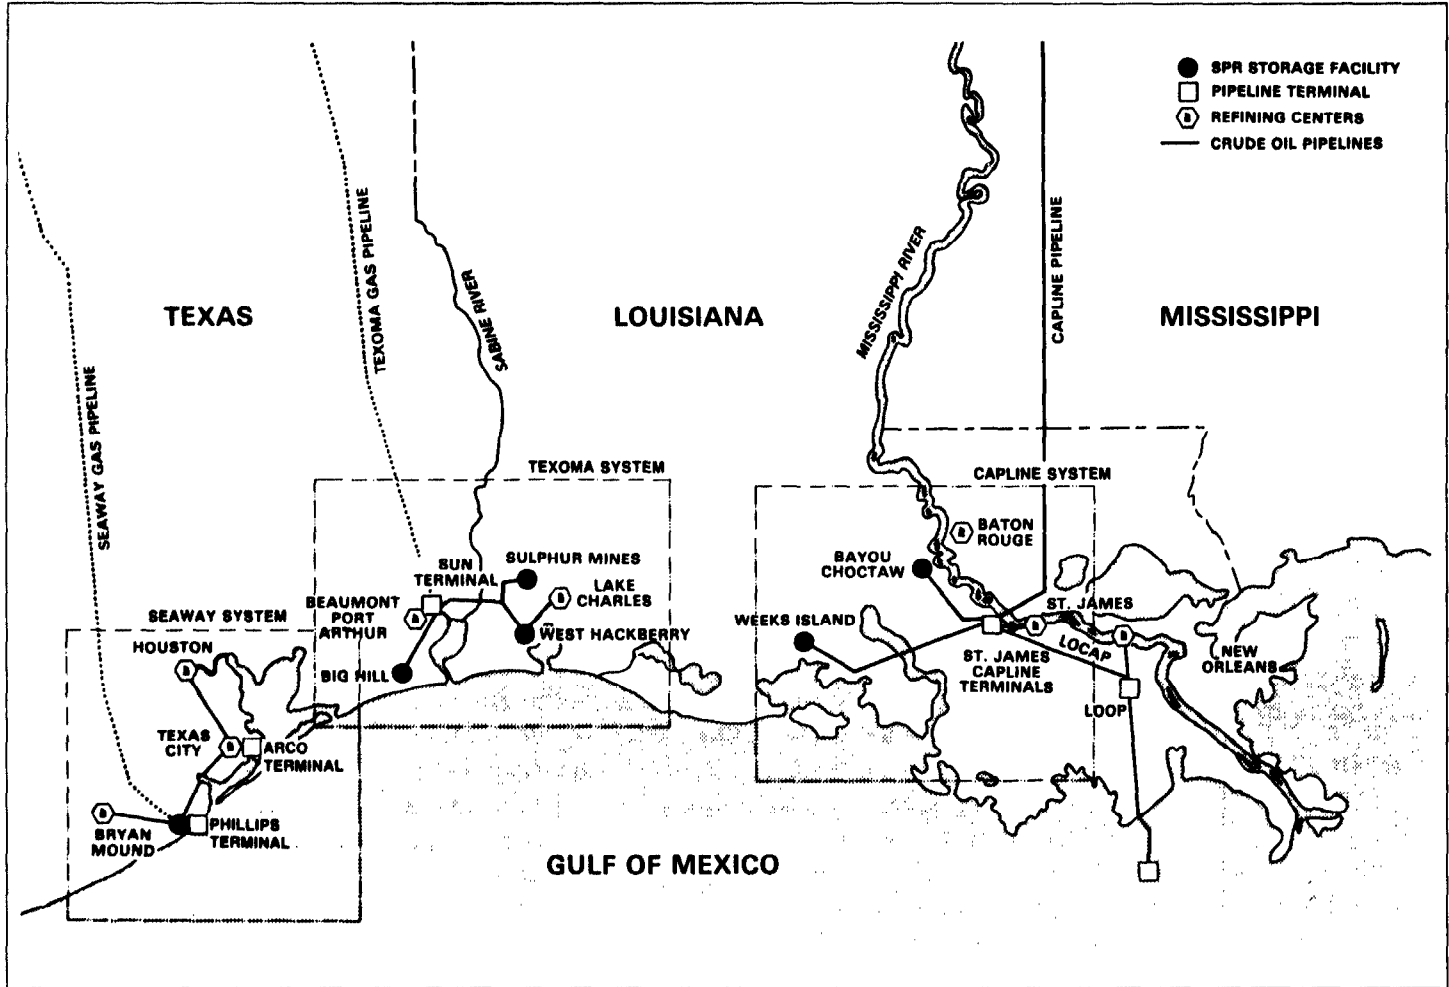 SPR STORAGE FACILITY
PIPELINE TERMINAL
REFINING CENTERS
CRUDE OIL PIPELINES
SEAWAY GAS PIPELINE
TEXOMA GAS PIPELINE
SABINE RIVER
MISSISSIPPI RIVER
CAPLINE PIPELINE
TEXAS
LOUISIANA
MISSISSIPPI
TEXOMA SYSTEM
CAPLINE SYSTEM
SUN
TERMINAL
SULPHUR MINES
LAKE
CHARLES
BEAUMONT
PORT
ARTHUR
WEST HACKBERRY
BIG HILL
SEAWAY SYSTEM
HOUSTON
TEXAS
CITY
ARCO
TERMINAL
BRYAN
MOUND
PHILLIPS
TERMINAL
BATON
ROUGE
BAYOU
CHOCTAW
WEEKS ISLAND
ST. JAMES
LOCAP
ST. JAMES
CAPLINE
TERMINALS
NEW
ORLEANS
LOOP
GULF OF MEXICO